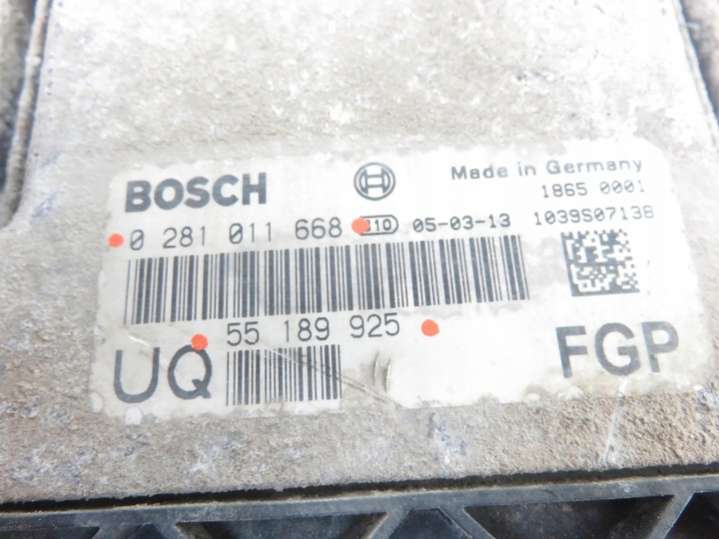 BOSCH
Made in Germany
1865 0001
0 281 011 668 05-03-13 1039S07138
55 189 925
UQ
FGP